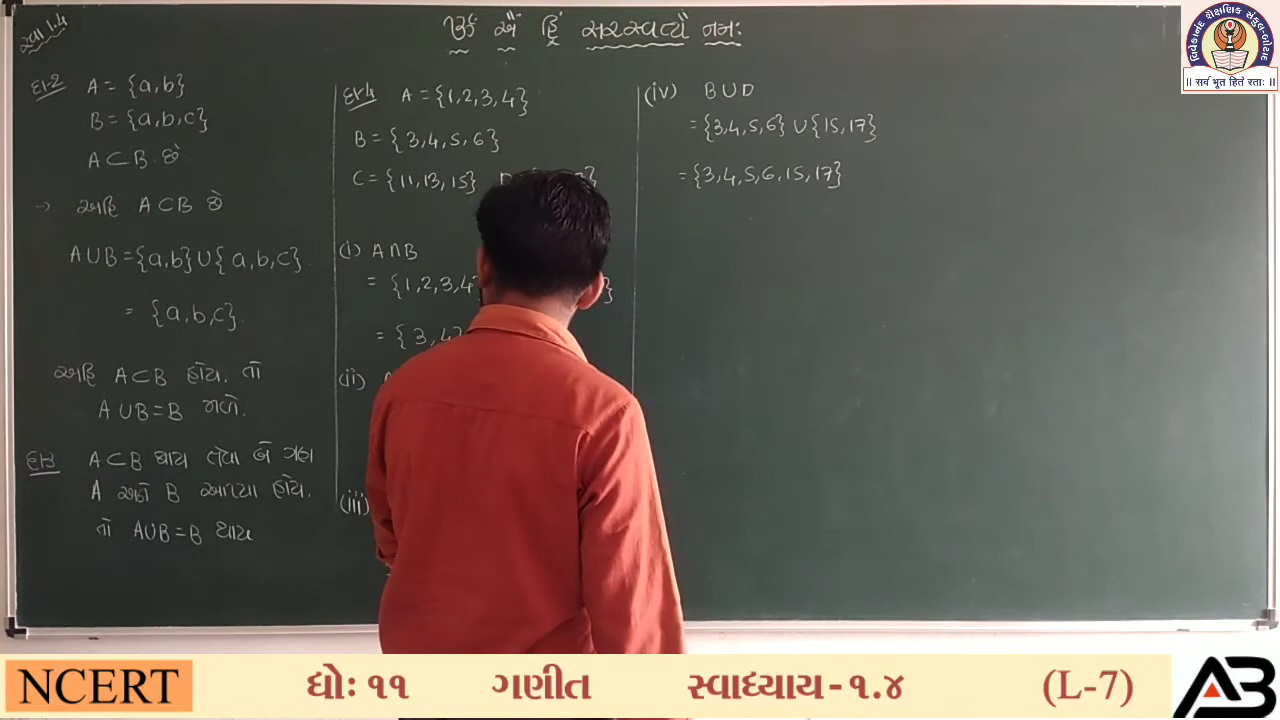 સ્વા 1.4
ૐ ઐં હ્રિં સરસ્વત્યૈ નમઃ
દા-2 A = {a,b}
B = {a,b,c}
A⊂B છે
→ અહિ A⊂B છે
A∪B = {a,b}∪{a,b,c}.
= {a,b,c}.
અહિ A⊂B હોય. તો
A∪B=B મળે.
દા3 A⊂B થાય તેવા બે ગણ
A અને B આપ્યા હોય.
તો A∪B=B થાય
દા4 A = {1,2,3,4}
B = {3,4,5,6}
C = {11,13,15}
(i) A∩B
= {1,2,3,4
= {3,4
(ii)
(iii)
(iv) B∪D
= {3,4,5,6}∪{15,17}
= {3,4,5,6,15,17}
વિવેકાનંદ શૈક્ષણિક સંકુલ-બોટાદ
॥ સર્વ ભૂત હિતે રતાઃ ॥
NCERT ધોઃ ૧૧ ગણીત સ્વાધ્યાય - ૧.૪ (L-7)
AB